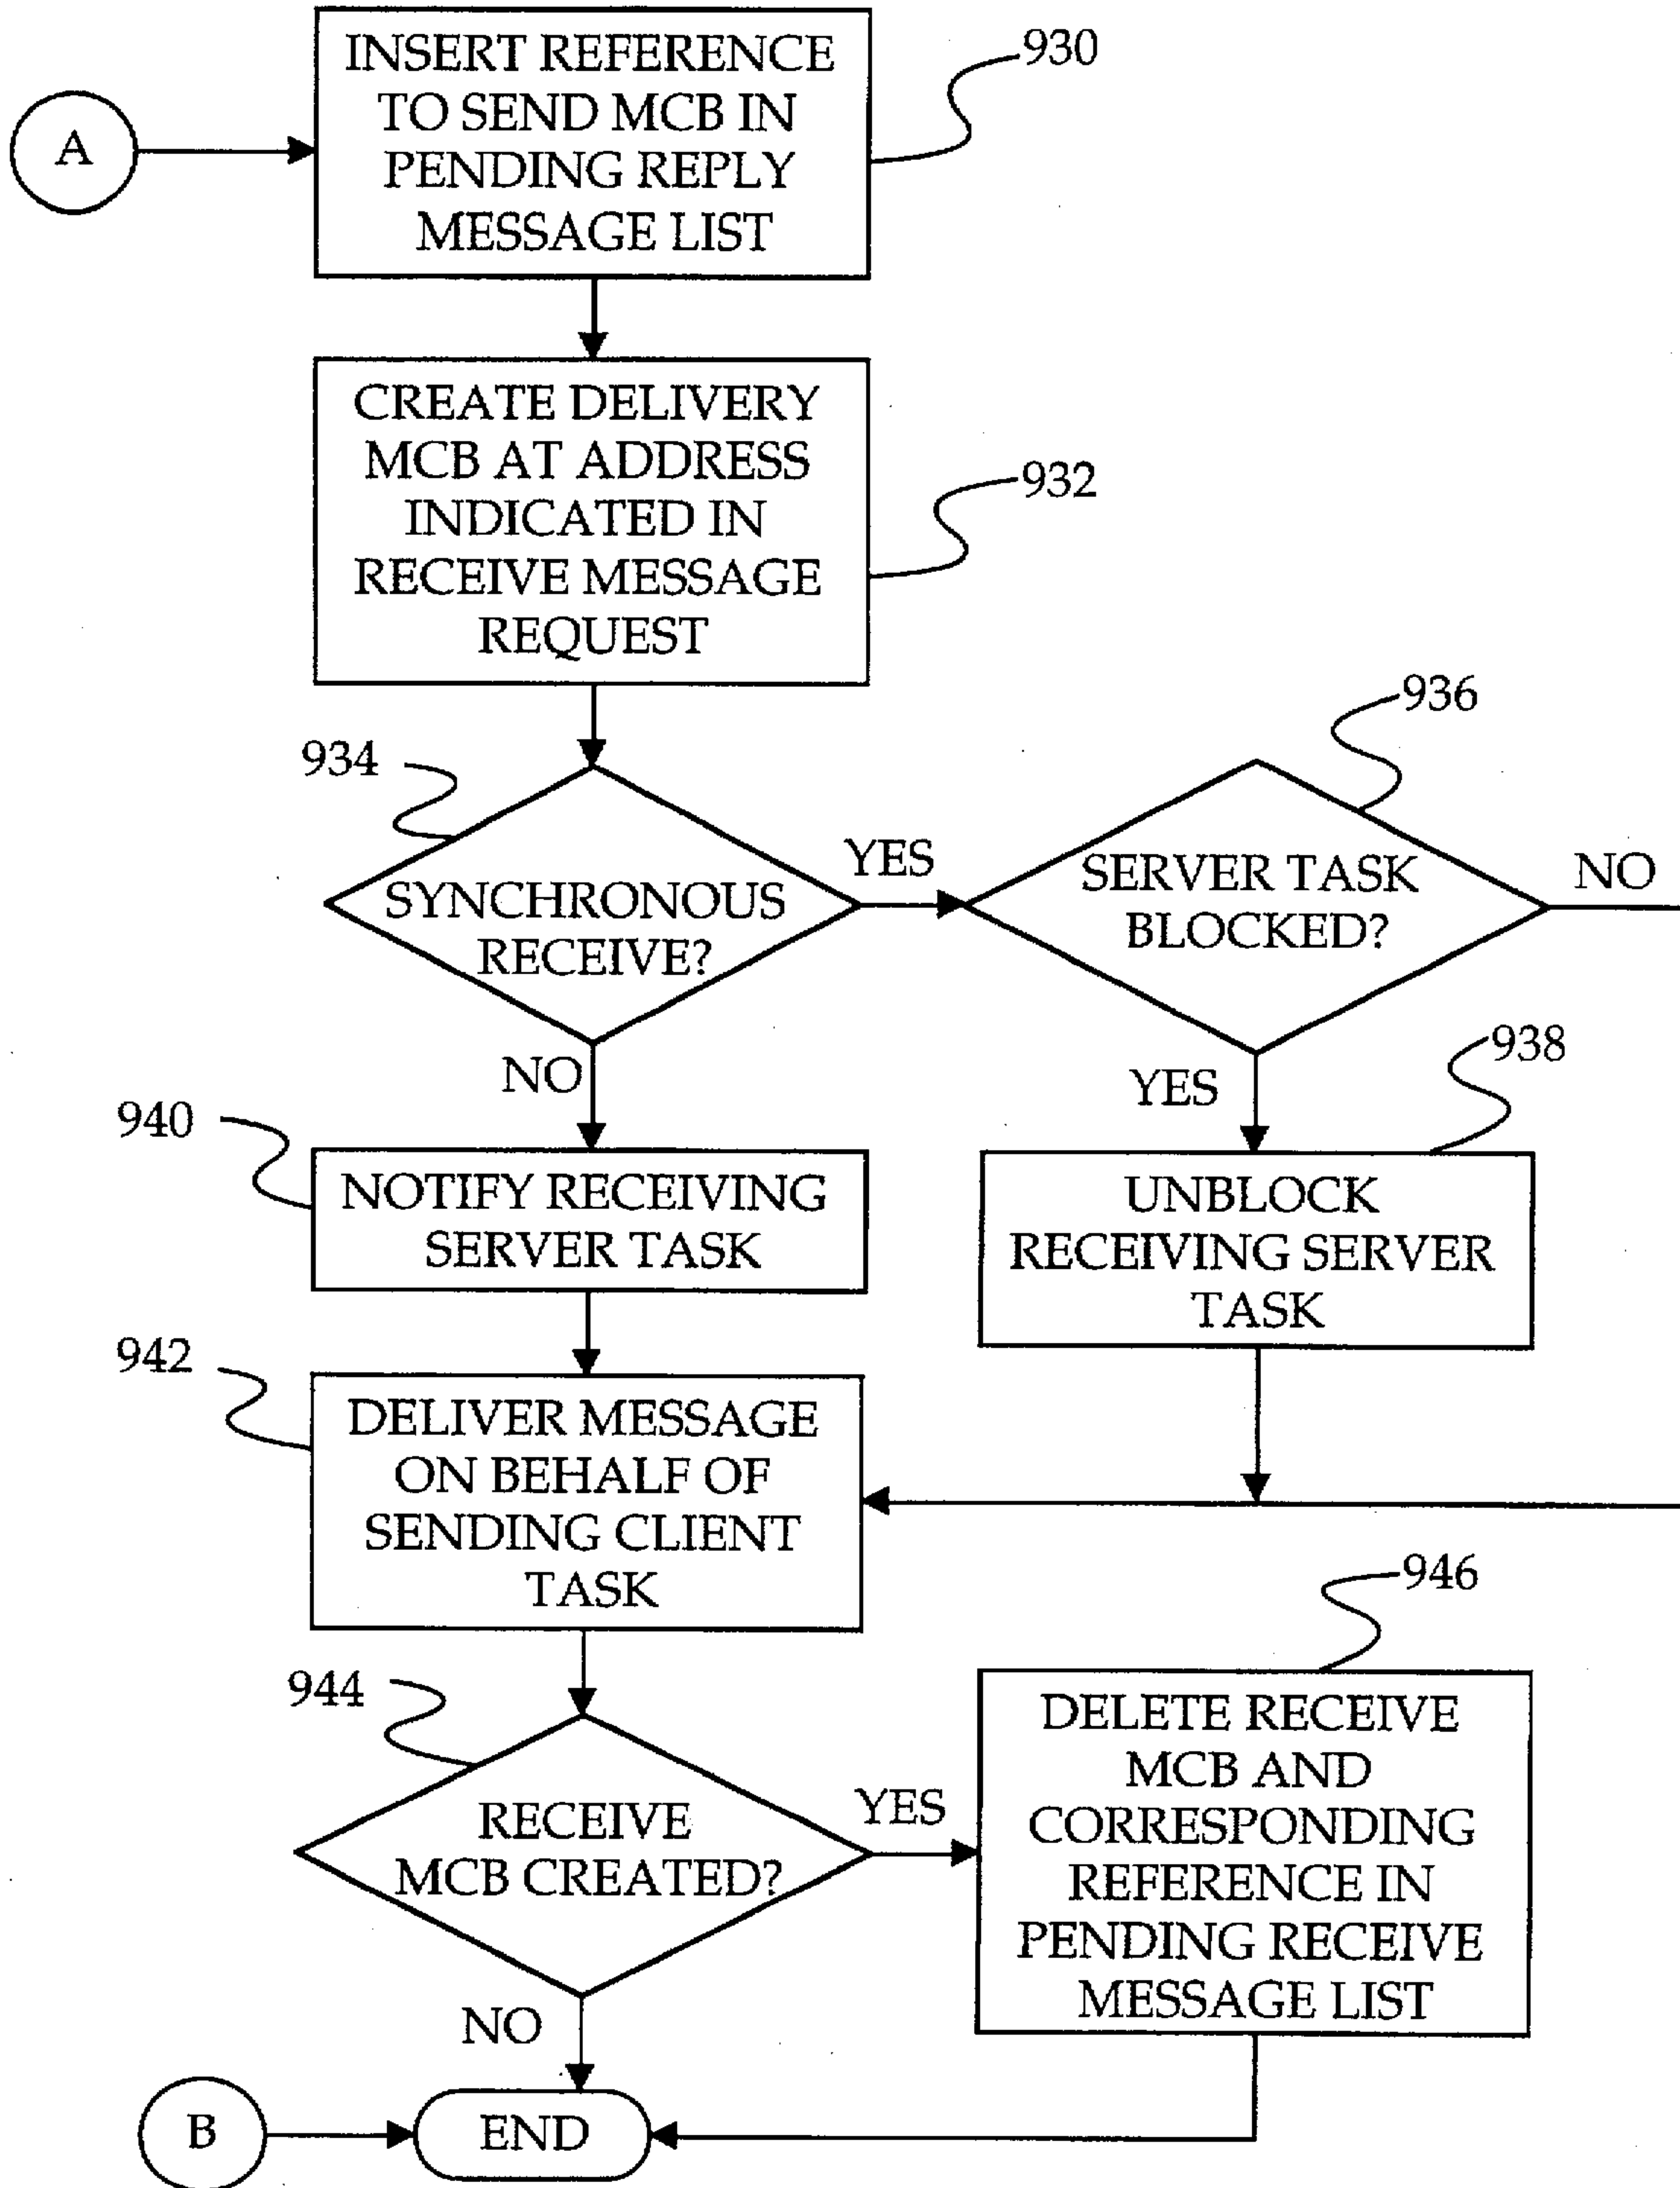 INSERT REFERENCE
TO SEND MCB IN
PENDING REPLY
MESSAGE LIST
930
A
CREATE DELIVERY
MCB AT ADDRESS
INDICATED IN
RECEIVE MESSAGE
REQUEST
932
934
SYNCHRONOUS
RECEIVE?
YES
NO
936
SERVER TASK
BLOCKED?
NO
YES
938
UNBLOCK
RECEIVING SERVER
TASK
940
NOTIFY RECEIVING
SERVER TASK
942
DELIVER MESSAGE
ON BEHALF OF
SENDING CLIENT
TASK
944
RECEIVE
MCB CREATED?
YES
NO
946
DELETE RECEIVE
MCB AND
CORRESPONDING
REFERENCE IN
PENDING RECEIVE
MESSAGE LIST
B
END